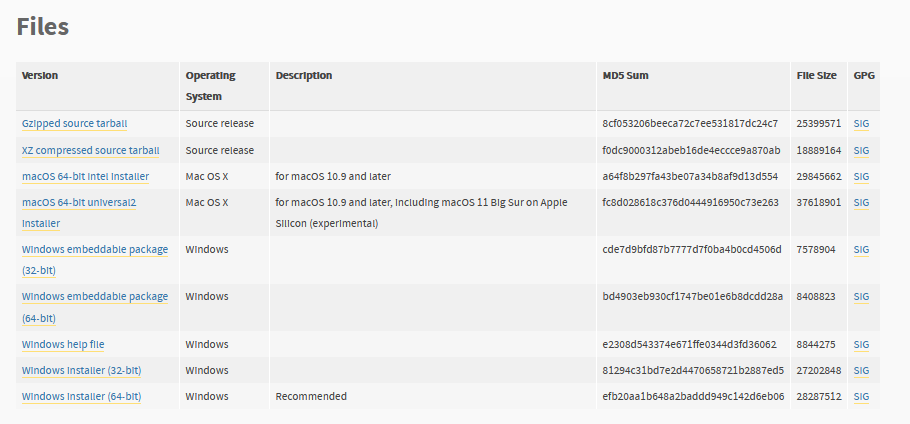 Files
Version Operating System Description MD5 Sum File Size GPG
Gzipped source tarball Source release 8cf053206beeca72c7ee531817dc24c7 25399571 SIG
XZ compressed source tarball Source release f0dc9000312abeb16de4eccce9a870ab 18889164 SIG
macOS 64-bit Intel installer Mac OS X for macOS 10.9 and later a64f8b297fa43be07a34b8af9d13d554 29845662 SIG
macOS 64-bit universal2 installer Mac OS X for macOS 10.9 and later, including macOS 11 Big Sur on Apple Silicon (experimental) fc8d028618c376d0444916950c73e263 37618901 SIG
Windows embeddable package (32-bit) Windows cde7d9bfd87b7777d7f0ba4b0cd4506d 7578904 SIG
Windows embeddable package (64-bit) Windows bd4903eb930cf1747be01e6b8dcdd28a 8408823 SIG
Windows help file Windows e2308d543374e671ffe0344d3fd36062 8844275 SIG
Windows installer (32-bit) Windows 81294c31bd7e2d4470658721b2887ed5 27202848 SIG
Windows installer (64-bit) Windows Recommended efb20aa1b648a2baddd949c142d6eb06 28287512 SIG